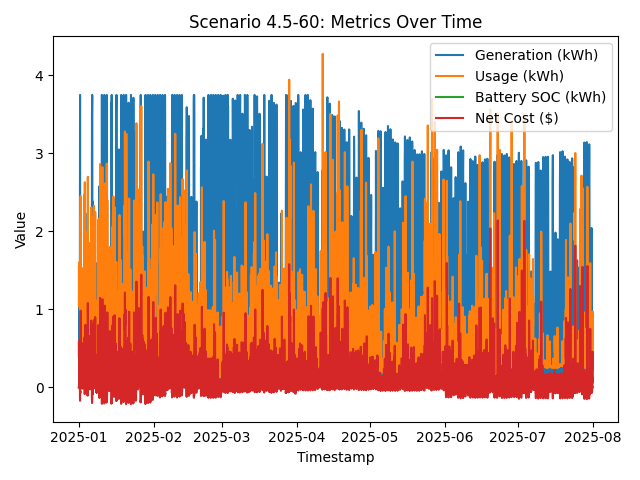 Scenario 4.5-60: Metrics Over Time
Generation (kWh)
Usage (kWh)
Battery SOC (kWh)
Net Cost ($)
Value
4
3
2
1
0
2025-01 2025-02 2025-03 2025-04 2025-05 2025-06 2025-07 2025-08
Timestamp